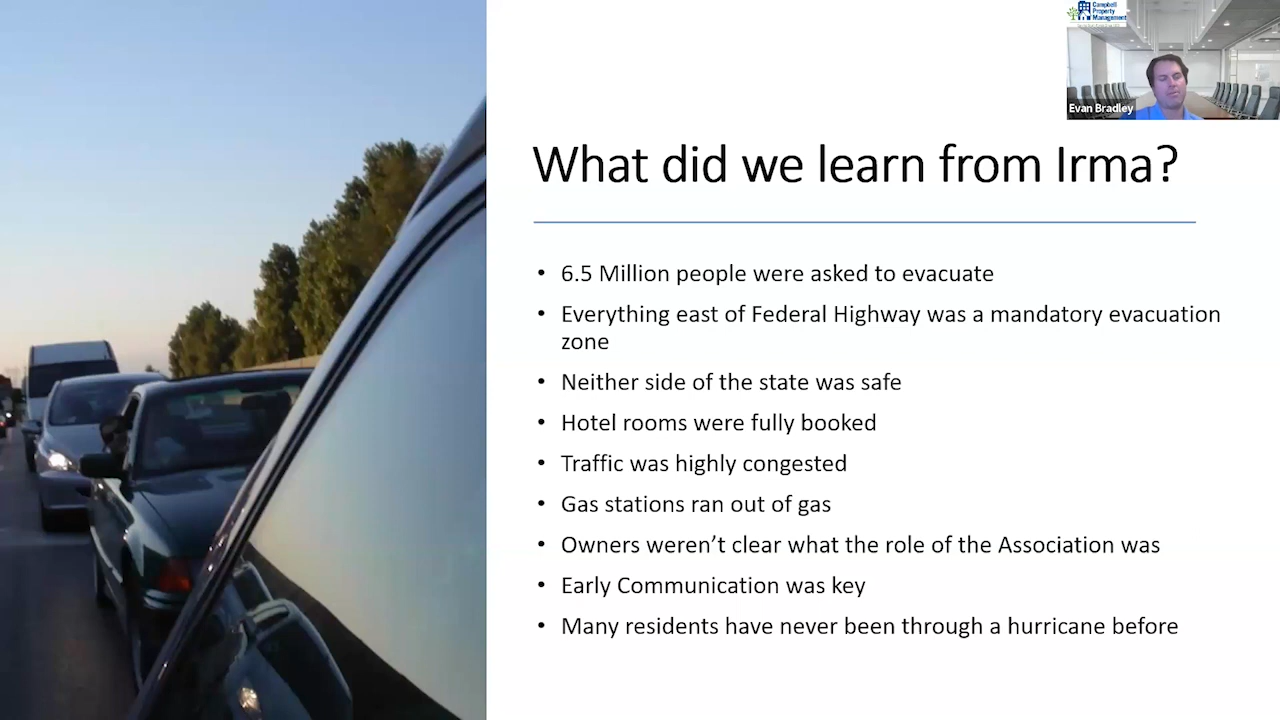 Campbell
Property
Management
Evan Bradley
What did we learn from Irma?
• 6.5 Million people were asked to evacuate
• Everything east of Federal Highway was a mandatory evacuation
zone
• Neither side of the state was safe
• Hotel rooms were fully booked
• Traffic was highly congested
• Gas stations ran out of gas
• Owners weren’t clear what the role of the Association was
• Early Communication was key
• Many residents have never been through a hurricane before